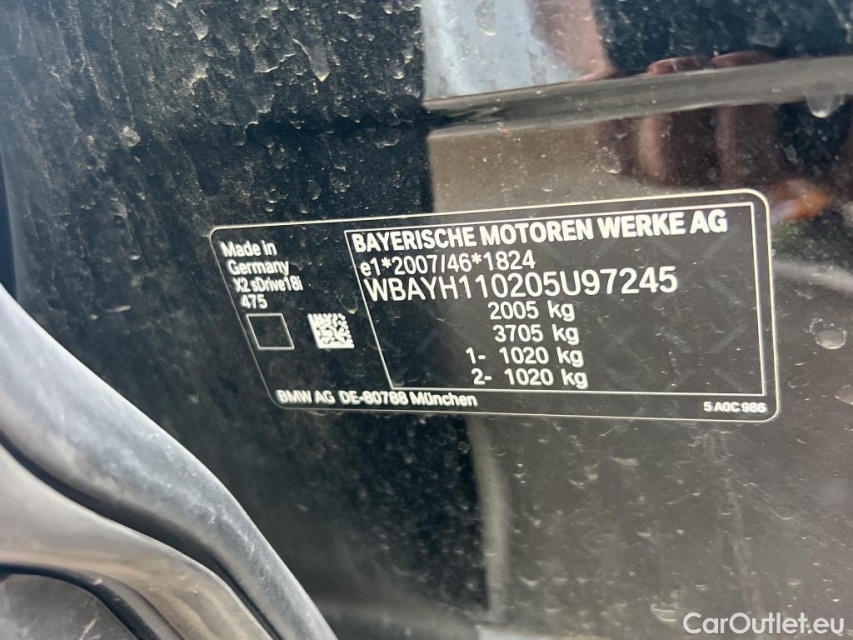 Made in
Germany
X2 sDrive18i
475
BAYERISCHE MOTOREN WERKE AG
e1*2007/46*1824
WBAYH110205U97245
2005 kg
3705 kg
1- 1020 kg
2- 1020 kg
BMW AG DE-80788 München
5 A0C 986
CarOutlet.eu